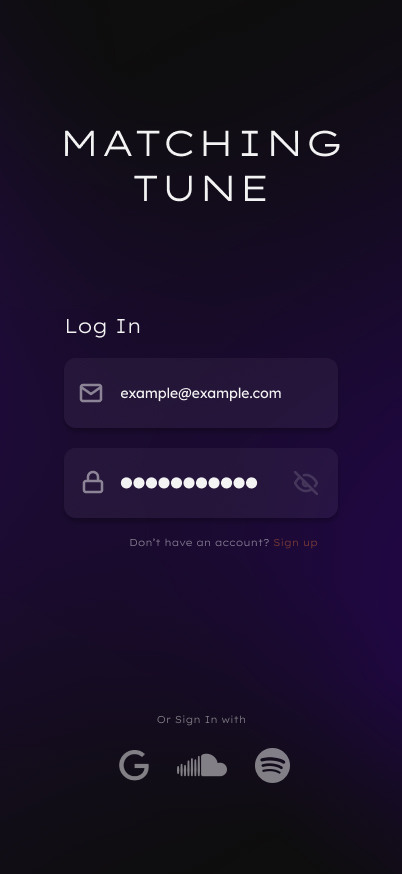 MATCHING
TUNE
Log In
example@example.com
●●●●●●●●●●●
Don't have an account? Sign up
Or Sign In with
G